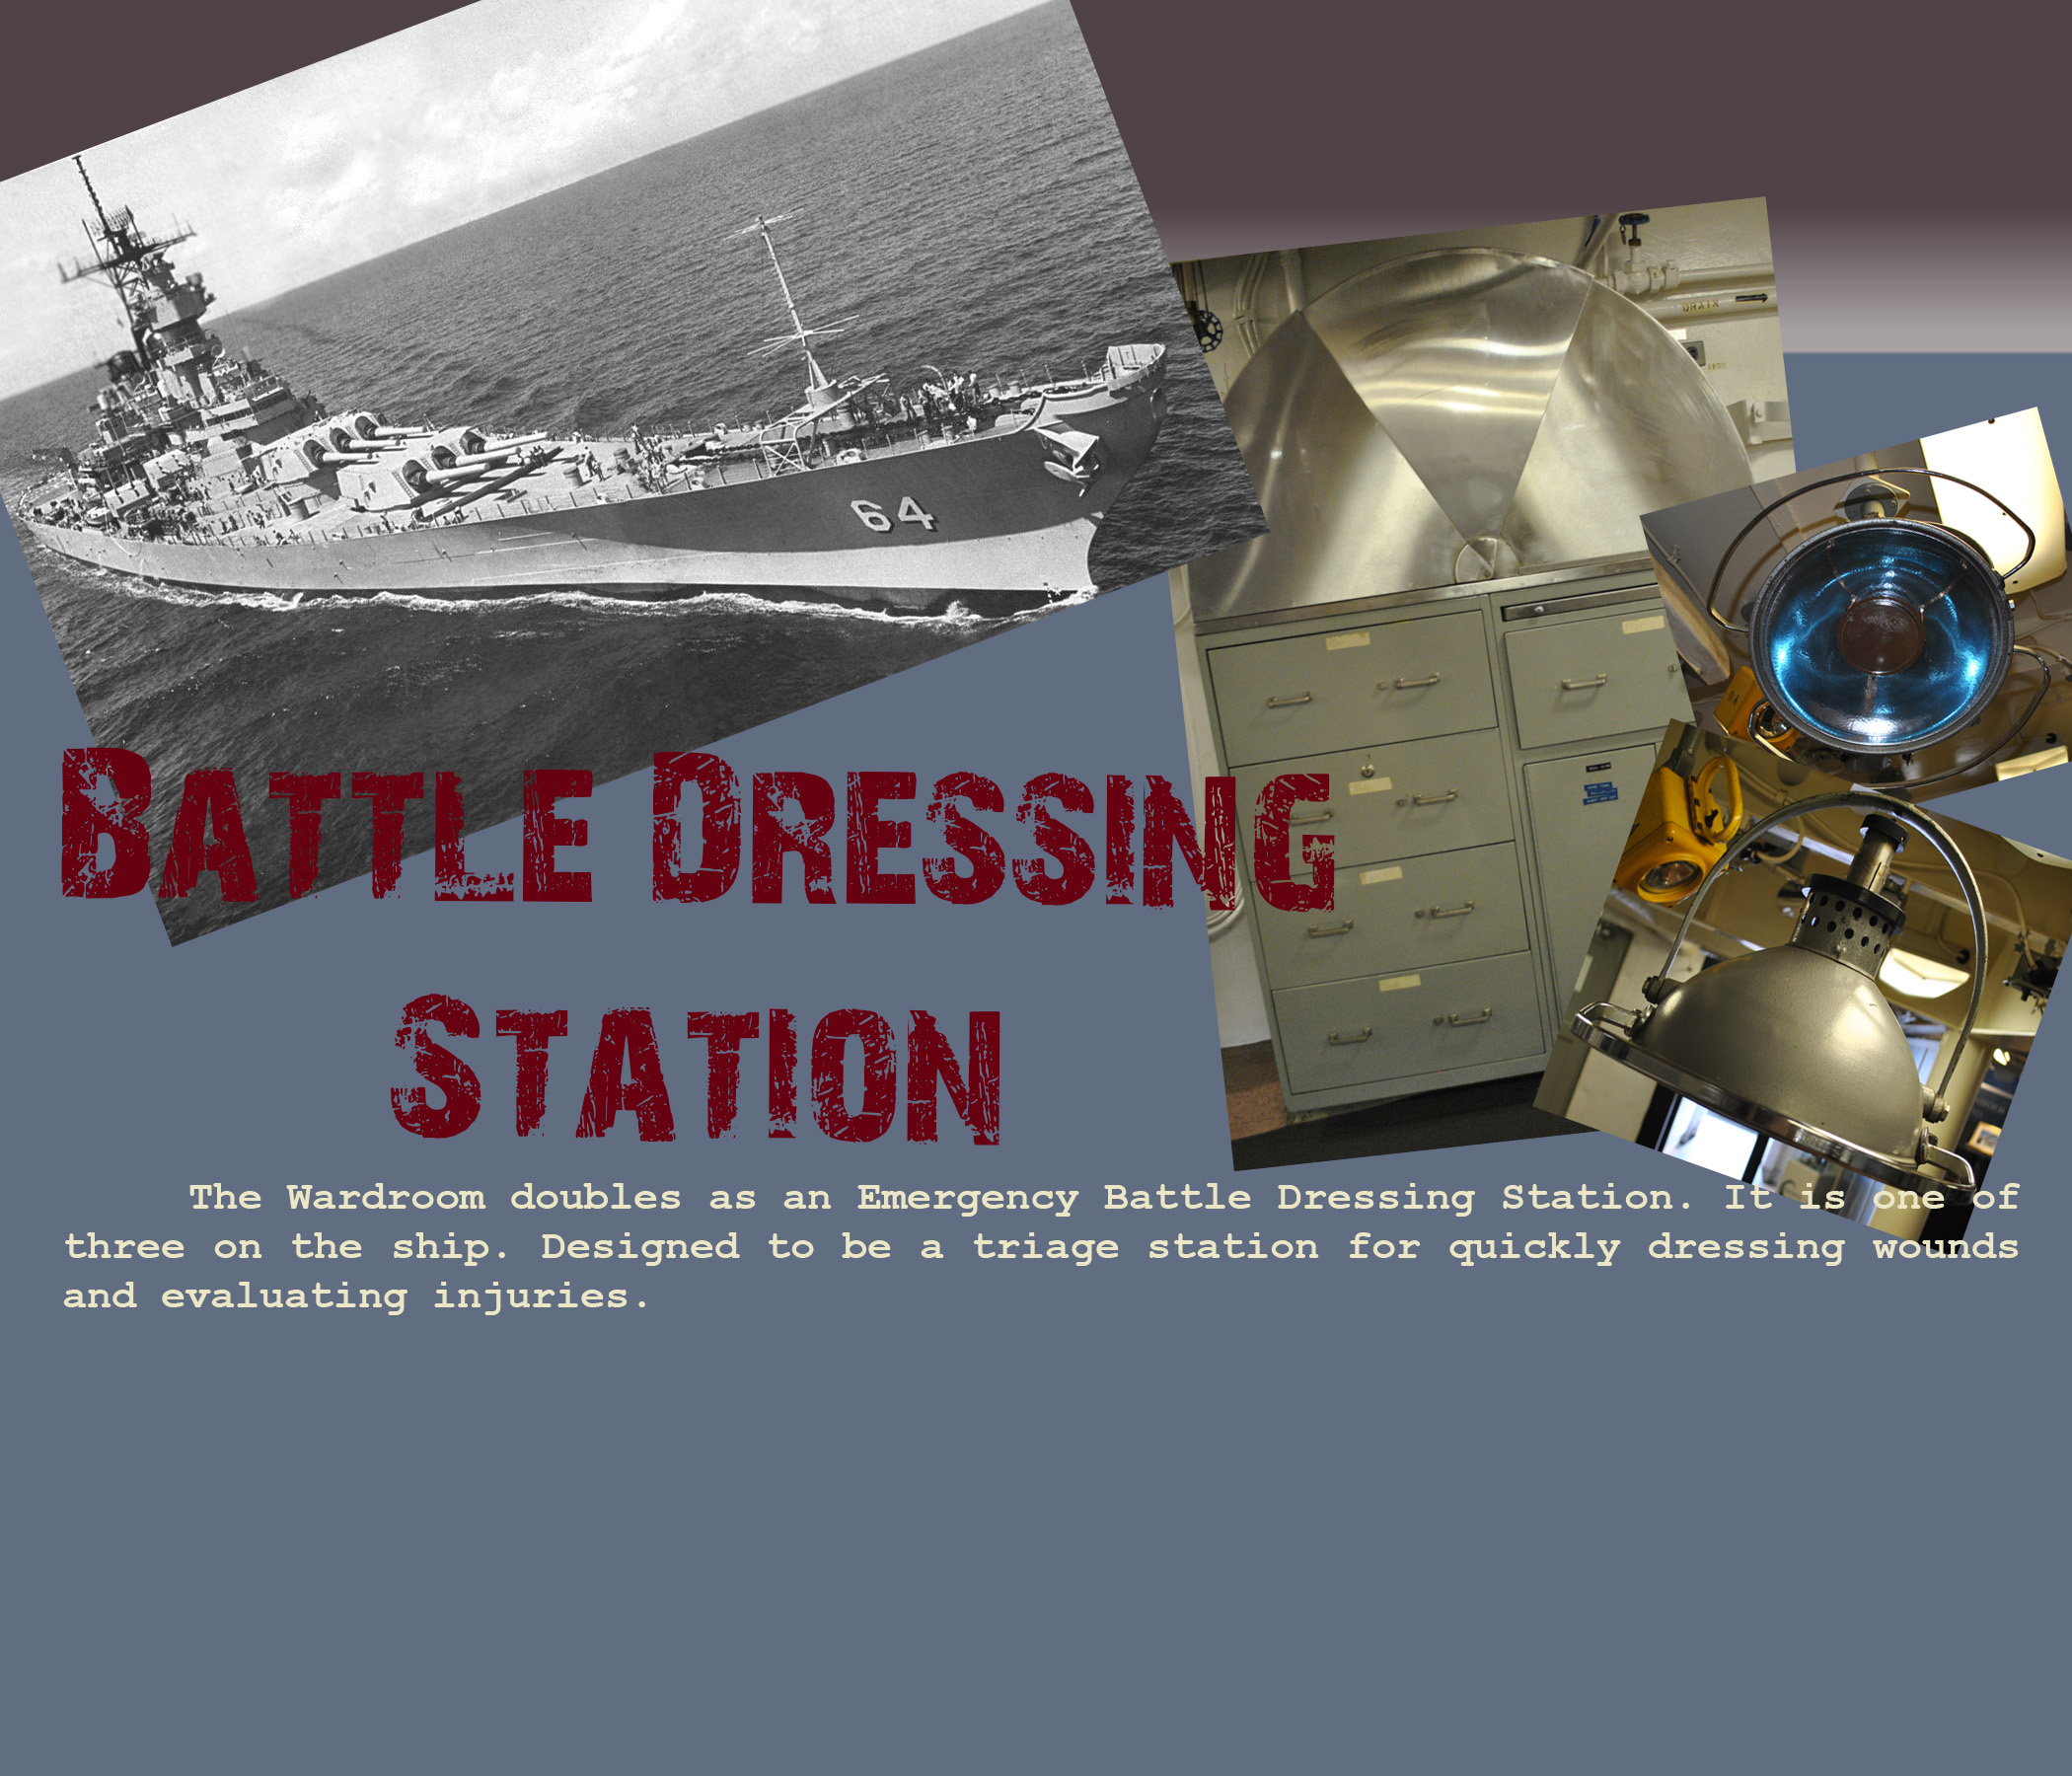 DRAIN
64
BATTLE DRESSING
STATION
The Wardroom doubles as an Emergency Battle Dressing Station. It is one of
three on the ship. Designed to be a triage station for quickly dressing wounds
and evaluating injuries.